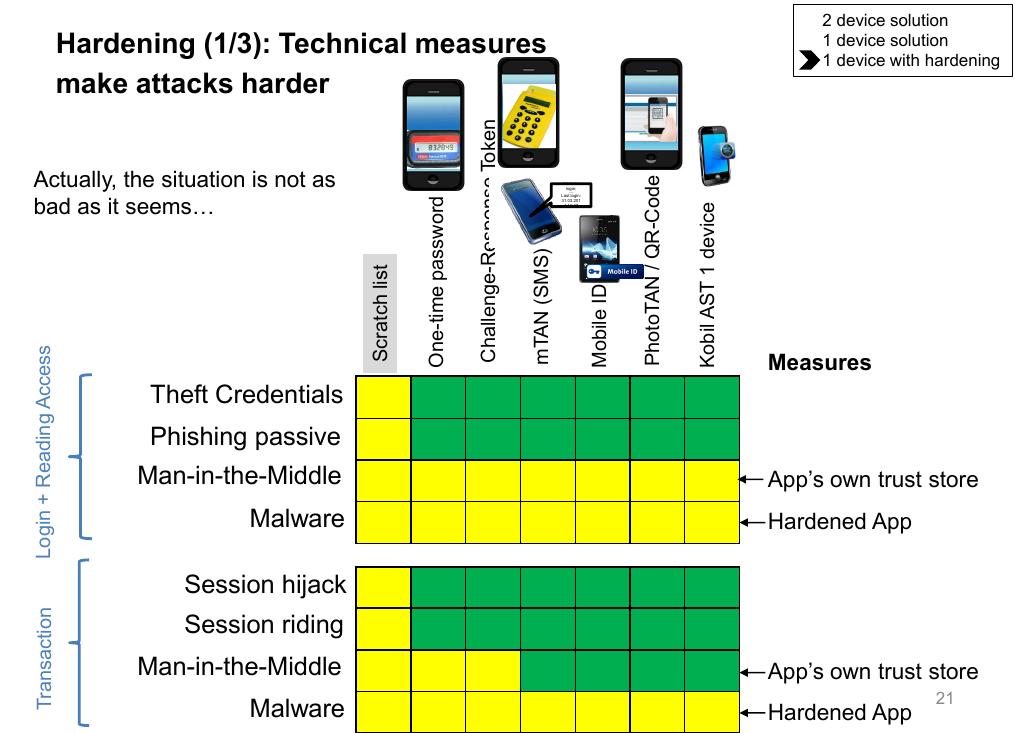 Hardening (1/3): Technical measures
make attacks harder
2 device solution
1 device solution
1 device with hardening
Actually, the situation is not as
bad as it seems…
Scratch list
One-time password
Challenge-Response Token
mTAN (SMS)
Mobile ID
PhotoTAN / QR-Code
Kobil AST 1 device
832049
Mobile ID
Measures
Login + Reading Access
Theft Credentials
Phishing passive
Man-in-the-Middle
App’s own trust store
Malware
Hardened App
Transaction
Session hijack
Session riding
Man-in-the-Middle
App’s own trust store
Malware
Hardened App
21